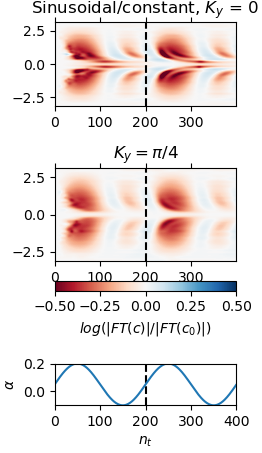 Sinusoidal/constant, $K_y$ = 0
2.5
0.0
−2.5
0 100 200 300
$K_y = \pi/4$
2.5
0.0
−2.5
0 100 200 300
−0.50 −0.25 0.00 0.25 0.50
$log(|FT(c)|/|FT(c_0)|)$
0.2
0.0
α
0 100 200 300 400
$n_t$